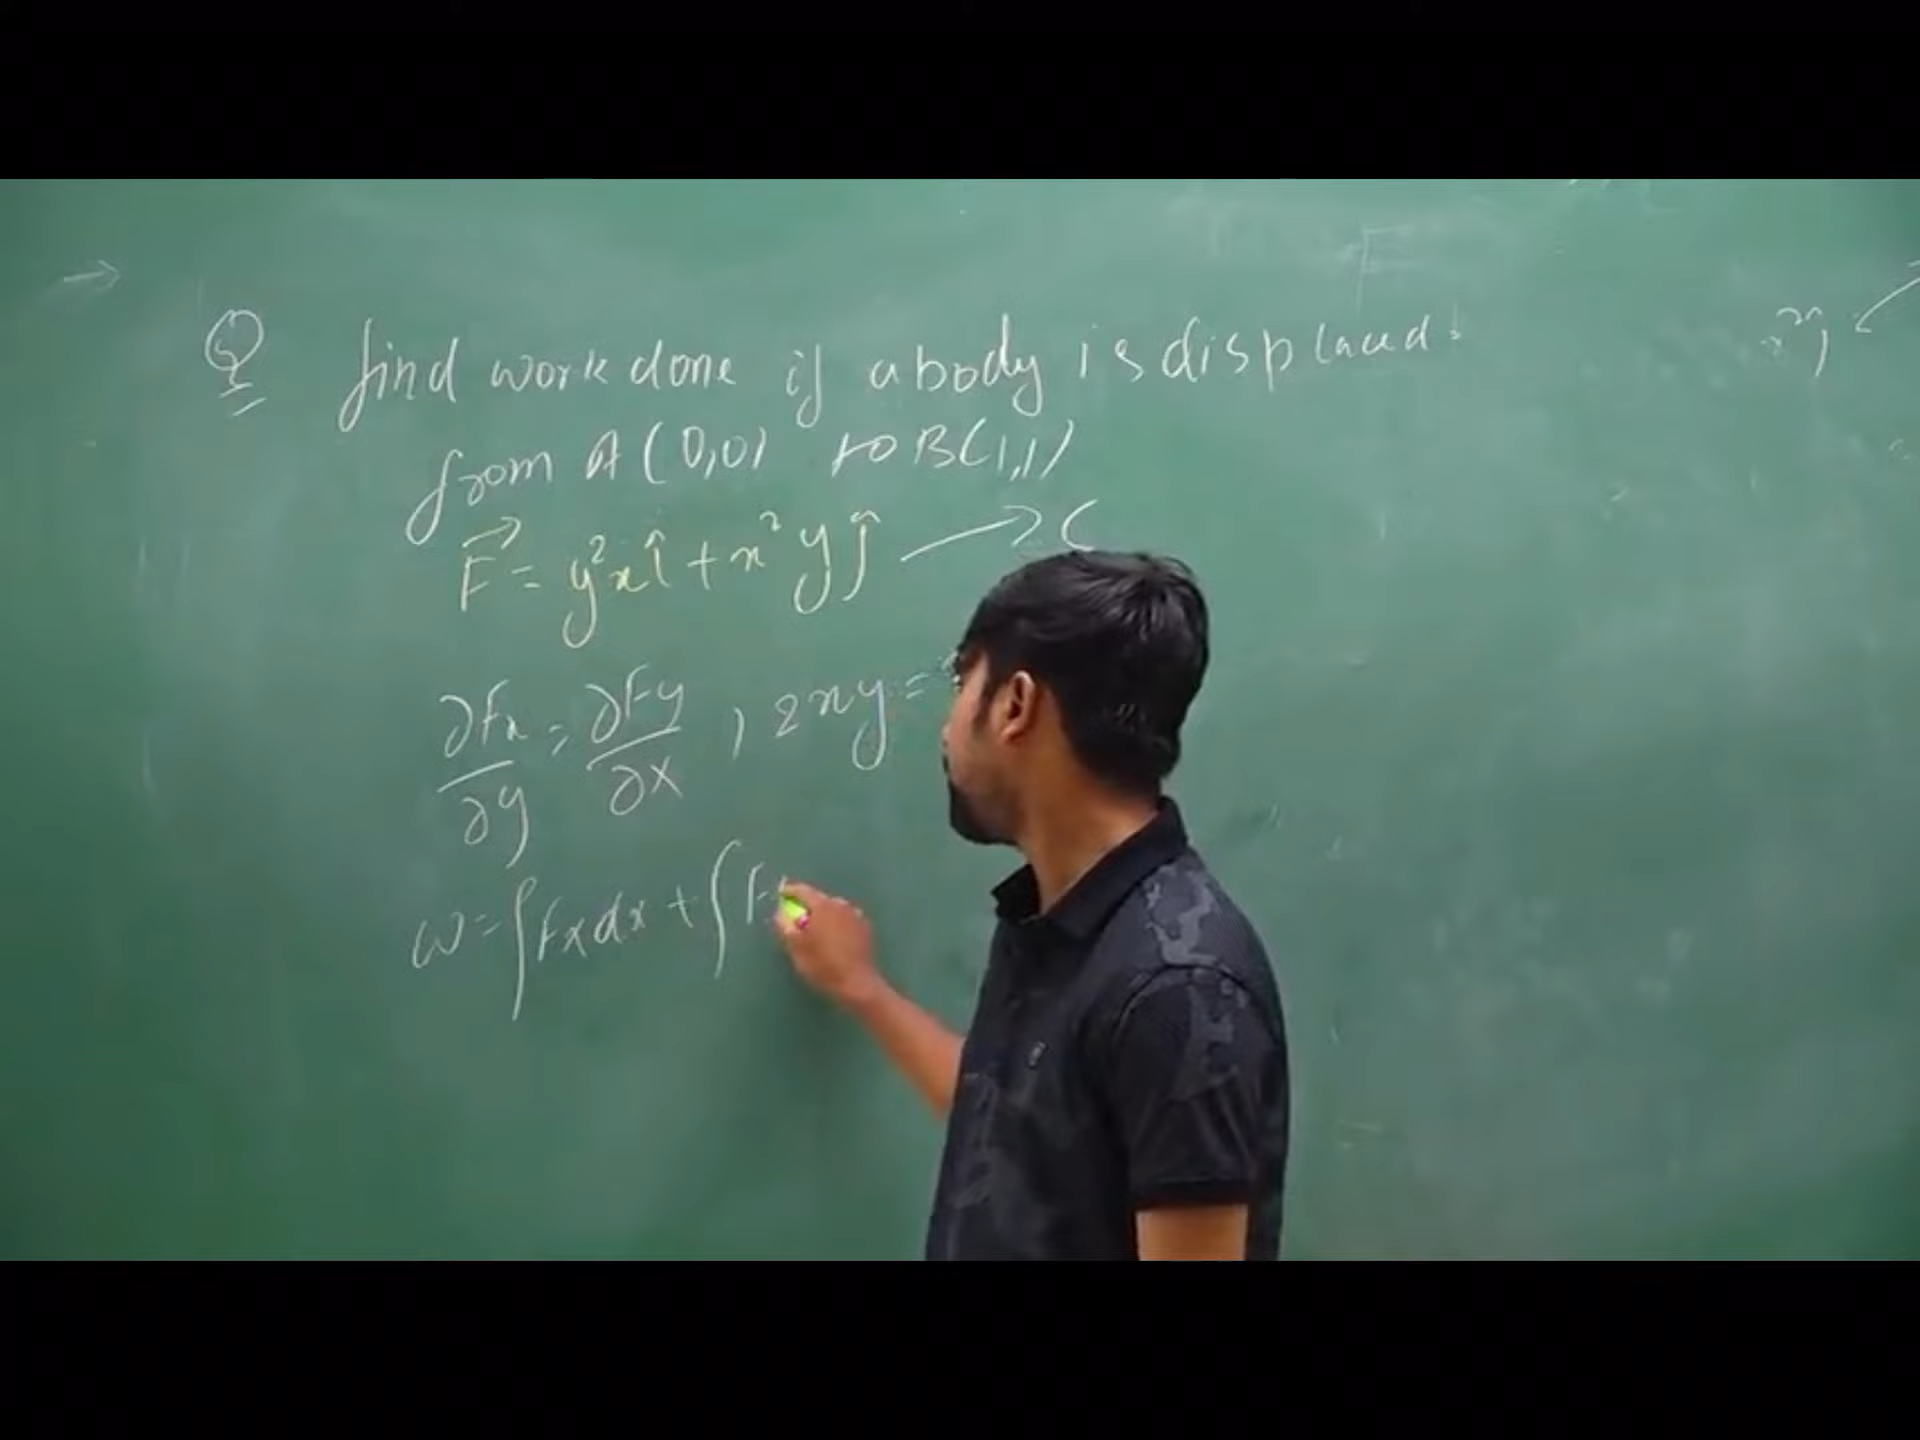 Q find work done if a body is displaced
from A(0,0) to B(1,1)
F⃗ = y²x î + x²y ĵ → C
∂Fx/∂y = ∂Fy/∂x , 2xy =
W = ∫Fx dx + ∫F